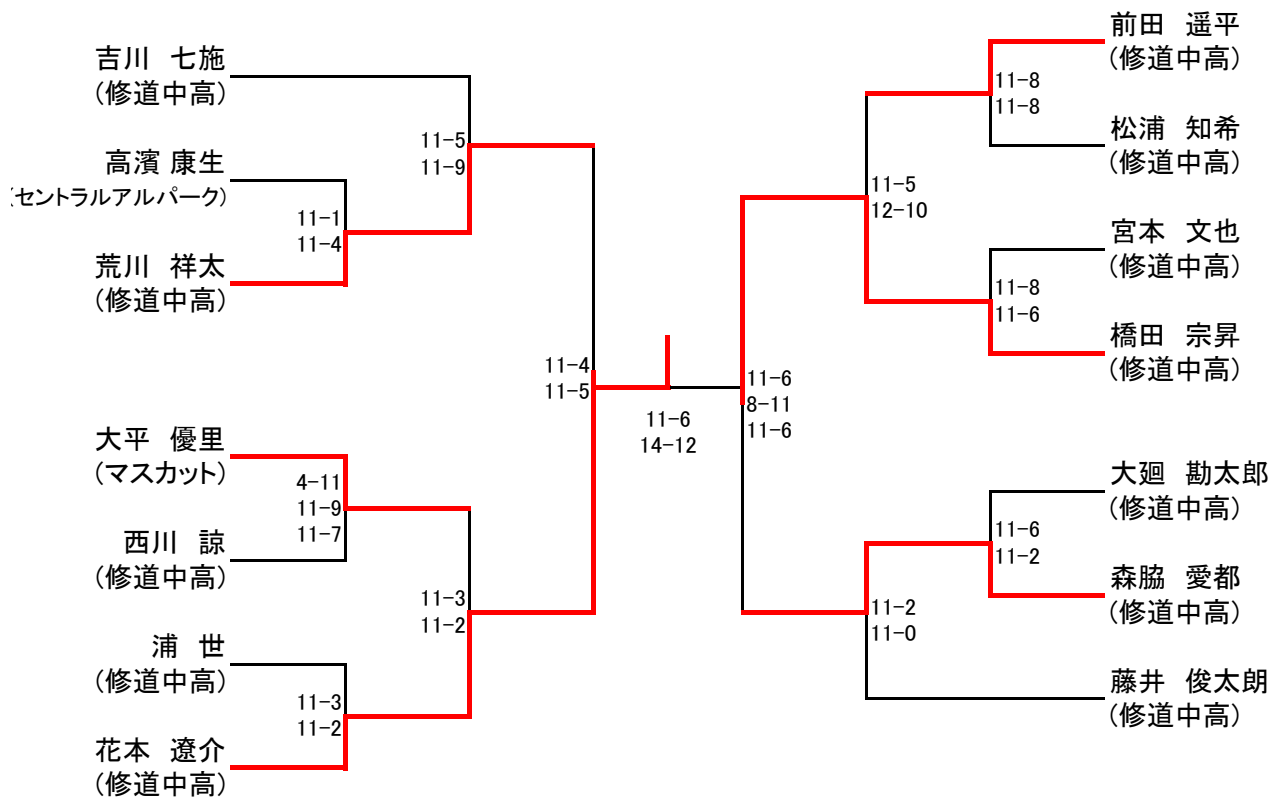 吉川　七施
(修道中高)
高濱 康生
(セントラルアルパーク)
荒川　祥太
(修道中高)
大平　優里
(マスカット)
西川　諒
(修道中高)
浦　世
(修道中高)
花本　遼介
(修道中高)
11-1
11-4
4-11
11-9
11-7
11-3
11-2
11-5
11-9
11-3
11-2
11-4
11-5
11-6
14-12
11-6
8-11
11-6
11-5
12-10
11-2
11-0
11-8
11-8
11-8
11-6
11-6
11-2
前田　遥平
(修道中高)
松浦　知希
(修道中高)
宮本　文也
(修道中高)
橋田　宗昇
(修道中高)
大廻　勘太郎
(修道中高)
森脇　愛都
(修道中高)
藤井　俊太朗
(修道中高)